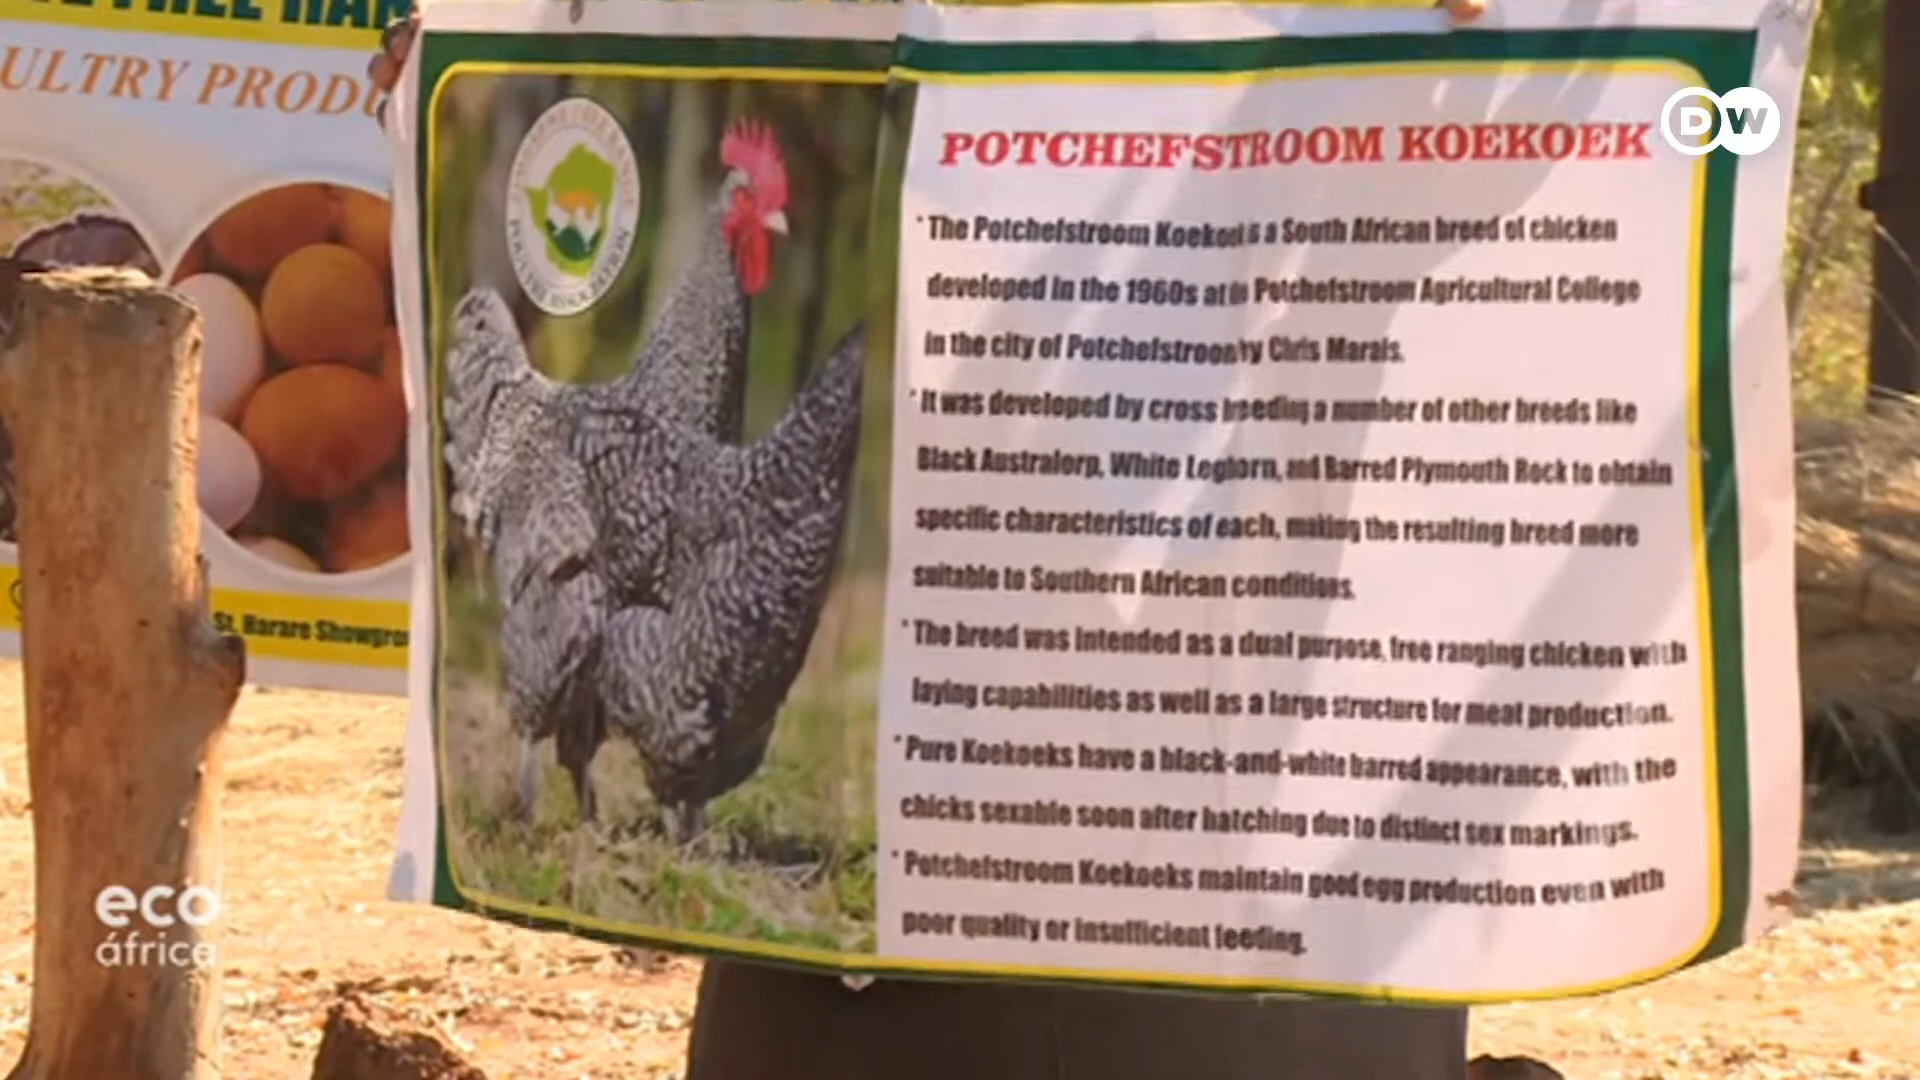 FREE RAN
ULTRY PRODU
St. Harare Showgro
POTCHEFSTROOM KOEKOEK
DW
* The Potchefstroom Koekoek is a South African breed of chicken
developed in the 1960s at the Potchefstroom Agricultural College
in the city of Potchefstroom by Chris Marais.
* It was developed by cross breeding a number of other breeds like
Black Australorp, White Leghorn, and Barred Plymouth Rock to obtain
specific characteristics of each, making the resulting breed more
suitable to Southern African conditions.
* The breed was intended as a dual purpose, free ranging chicken with
laying capabilities as well as a large structure for meat production.
* Pure Koekoeks have a black-and-white barred appearance, with the
chicks sexable soon after hatching due to distinct sex markings.
* Potchefstroom Koekoeks maintain good egg production even with
poor quality or insufficient feeding.
eco
áfrica